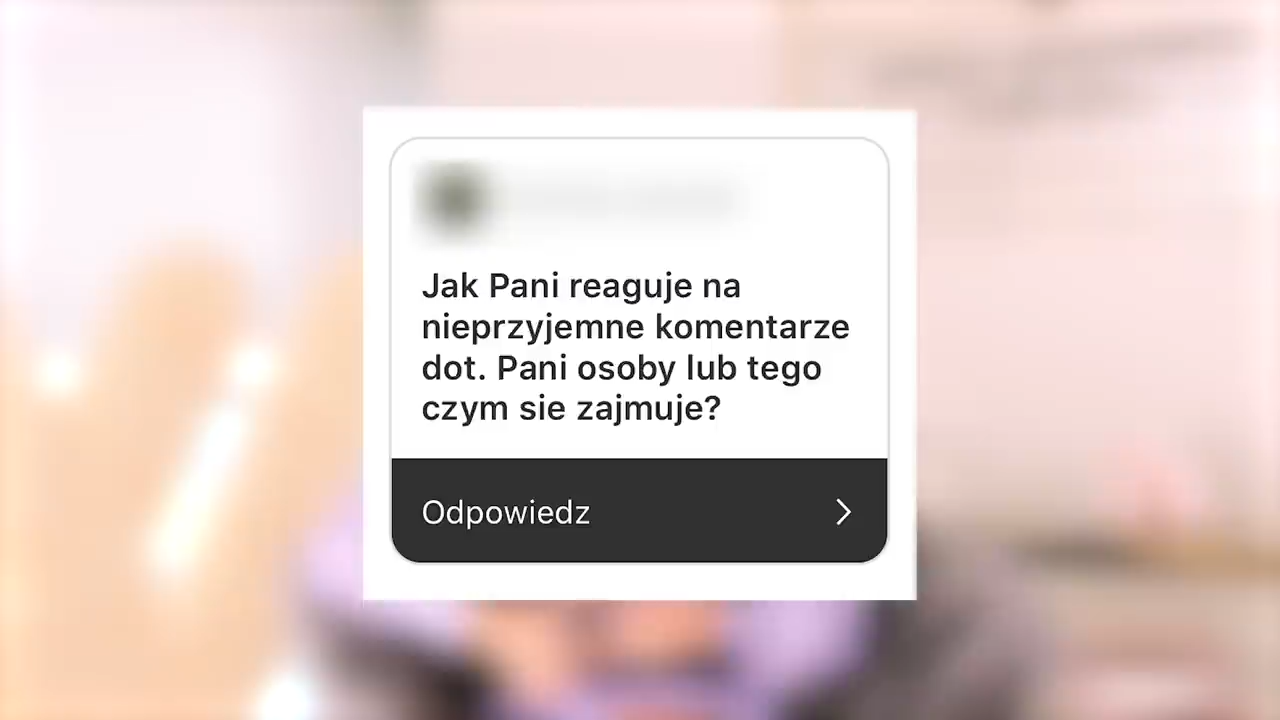 Jak Pani reaguje na
nieprzyjemne komentarze
dot. Pani osoby lub tego
czym sie zajmuje?
Odpowiedz